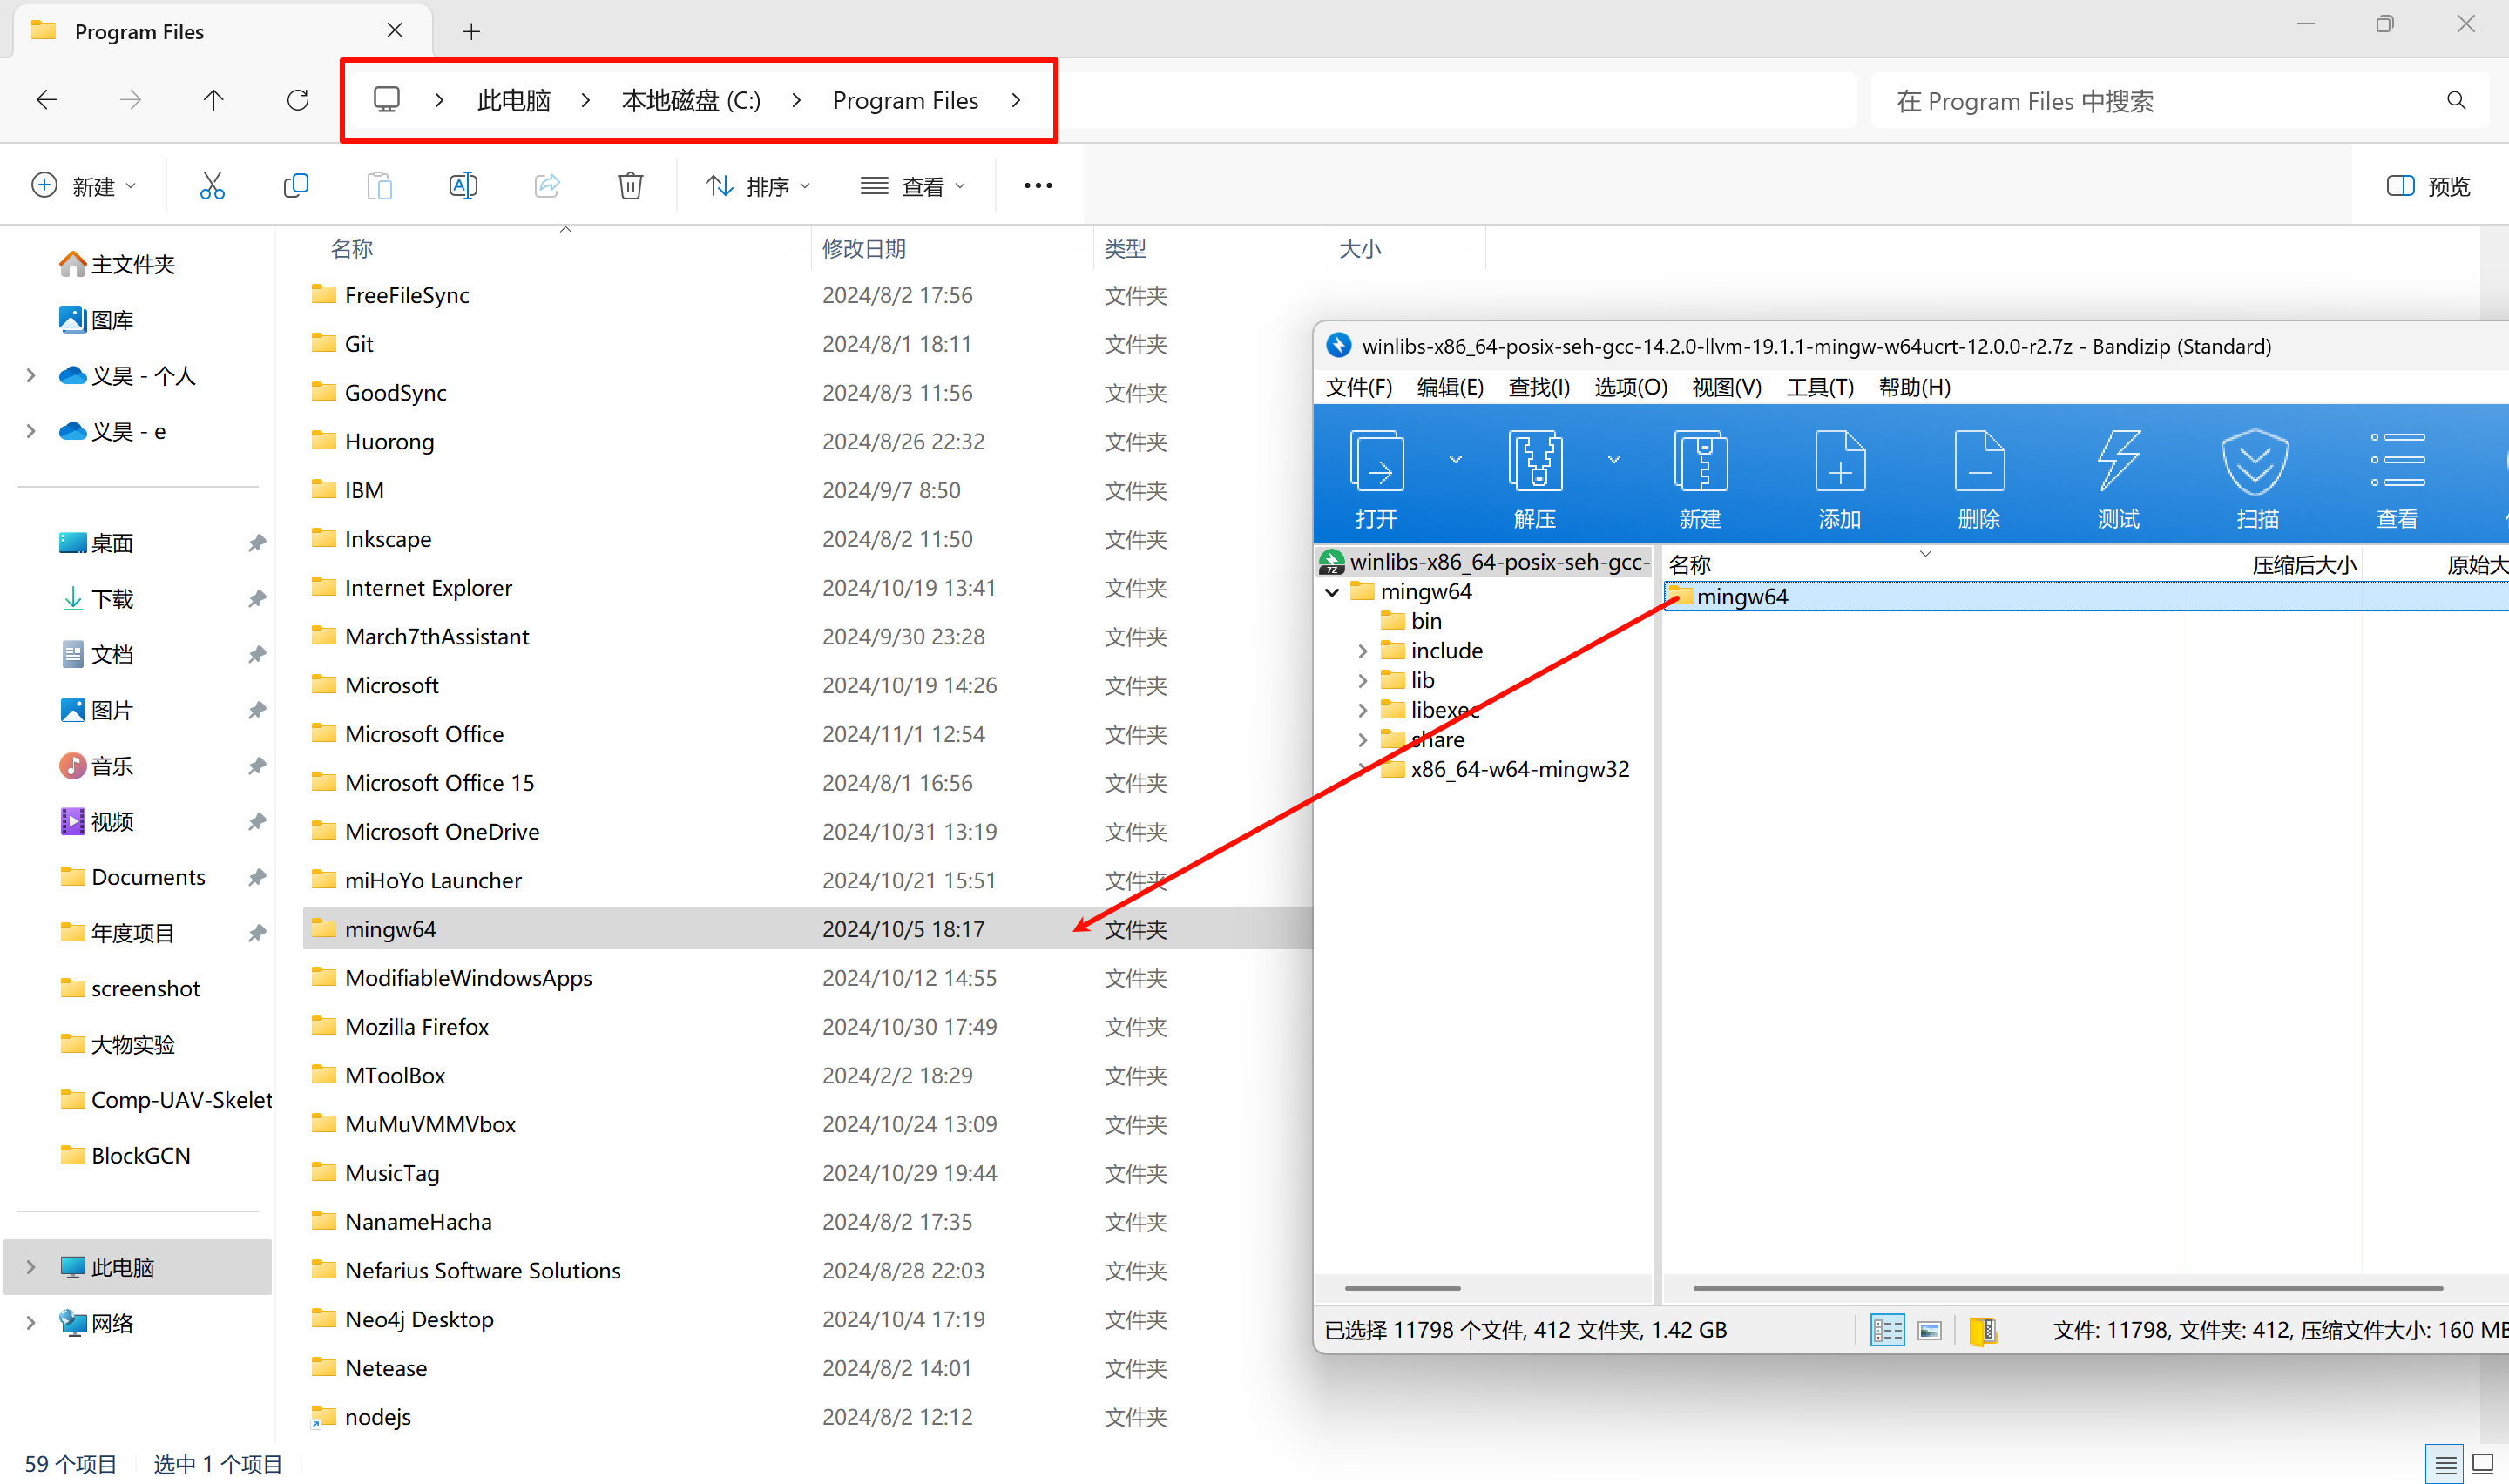 Program Files
此电脑
本地磁盘 (C:)
Program Files
在 Program Files 中搜索
新建
排序
查看
预览
主文件夹
图库
义昊 - 个人
义昊 - e
桌面
下载
文档
图片
音乐
视频
Documents
年度项目
screenshot
大物实验
Comp-UAV-Skelet
BlockGCN
此电脑
网络
名称 修改日期 类型 大小
FreeFileSync 2024/8/2 17:56 文件夹
Git 2024/8/1 18:11 文件夹
GoodSync 2024/8/3 11:56 文件夹
Huorong 2024/8/26 22:32 文件夹
IBM 2024/9/7 8:50 文件夹
Inkscape 2024/8/2 11:50 文件夹
Internet Explorer 2024/10/19 13:41 文件夹
March7thAssistant 2024/9/30 23:28 文件夹
Microsoft 2024/10/19 14:26 文件夹
Microsoft Office 2024/11/1 12:54 文件夹
Microsoft Office 15 2024/8/1 16:56 文件夹
Microsoft OneDrive 2024/10/31 13:19 文件夹
miHoYo Launcher 2024/10/21 15:51 文件夹
mingw64 2024/10/5 18:17 文件夹
ModifiableWindowsApps 2024/10/12 14:55 文件夹
Mozilla Firefox 2024/10/30 17:49 文件夹
MToolBox 2024/2/2 18:29 文件夹
MuMuVMMVbox 2024/10/24 13:09 文件夹
MusicTag 2024/10/29 19:44 文件夹
NanameHacha 2024/8/2 17:35 文件夹
Nefarius Software Solutions 2024/8/28 22:03 文件夹
Neo4j Desktop 2024/10/4 17:19 文件夹
Netease 2024/8/2 14:01 文件夹
nodejs 2024/8/2 12:12 文件夹
59 个项目 选中 1 个项目
winlibs-x86_64-posix-seh-gcc-14.2.0-llvm-19.1.1-mingw-w64ucrt-12.0.0-r2.7z - Bandizip (Standard)
文件(F) 编辑(E) 查找(I) 选项(O) 视图(V) 工具(T) 帮助(H)
打开 解压 新建 添加 删除 测试 扫描 查看
7Z
winlibs-x86_64-posix-seh-gcc-
mingw64
bin
include
lib
libexec
share
x86_64-w64-mingw32
名称 压缩后大小 原始大
mingw64
已选择 11798 个文件, 412 文件夹, 1.42 GB
文件: 11798, 文件夹: 412, 压缩文件大小: 160 MB